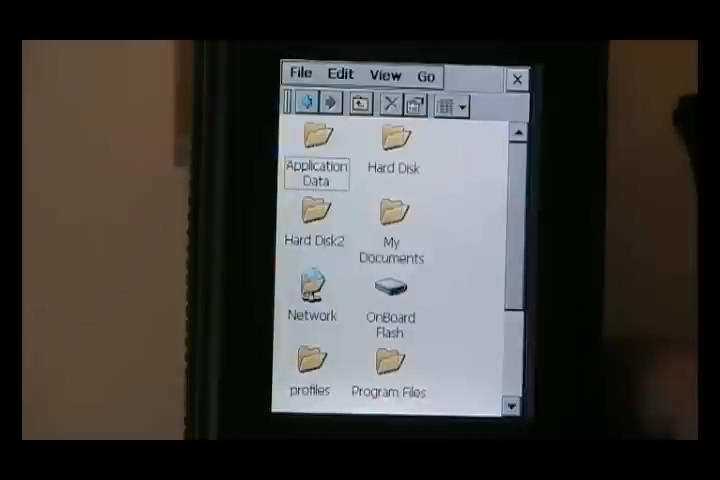 File Edit View Go
Application
Data
Hard Disk
Hard Disk2
My
Documents
Network
OnBoard
Flash
profiles
Program Files